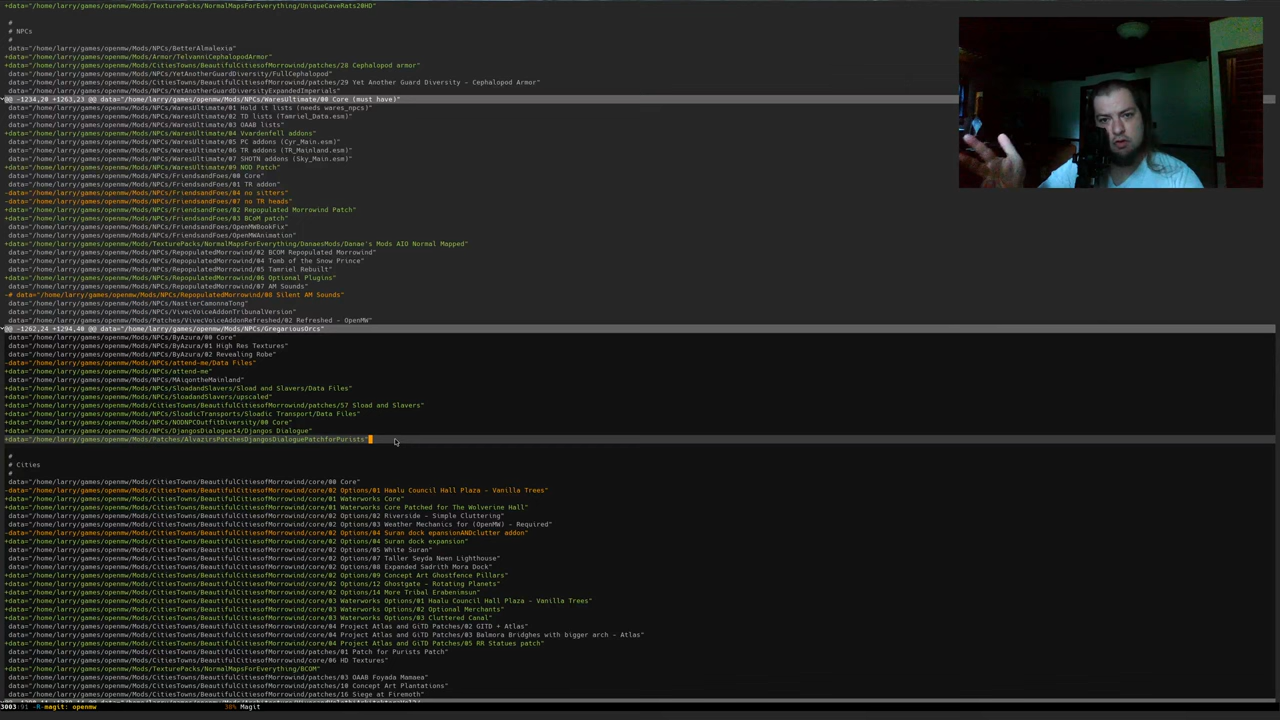 +data="/home/larry/games/openmw/Mods/TexturePacks/NormalMapsForEverything/UniqueCaveRats20HD"
#
# NPCs
#
data="/home/larry/games/openmw/Mods/NPCs/BetterAlmalexia"
+data="/home/larry/games/openmw/Mods/Armor/TelvanniCephalopodArmor"
+data="/home/larry/games/openmw/Mods/CitiesTowns/BeautifulCitiesofMorrowind/patches/28 Cephalopod armor"
data="/home/larry/games/openmw/Mods/NPCs/YetAnotherGuardDiversity/FullCephalopod"
data="/home/larry/games/openmw/Mods/CitiesTowns/BeautifulCitiesofMorrowind/patches/29 Yet Another Guard Diversity - Cephalopod Armor"
data="/home/larry/games/openmw/Mods/NPCs/YetAnotherGuardDiversityExpandedImperials"
@@ -1234,20 +1263,23 @@ data="/home/larry/games/openmw/Mods/NPCs/WaresUltimate/00 Core (must have)"
data="/home/larry/games/openmw/Mods/NPCs/WaresUltimate/01 Hold it lists (needs wares_npcs)"
data="/home/larry/games/openmw/Mods/NPCs/WaresUltimate/02 TD lists (Tamriel_Data.esm)"
data="/home/larry/games/openmw/Mods/NPCs/WaresUltimate/03 OAAB lists"
+data="/home/larry/games/openmw/Mods/NPCs/WaresUltimate/04 Vvardenfell addons"
data="/home/larry/games/openmw/Mods/NPCs/WaresUltimate/05 PC addons (Cyr_Main.esm)"
data="/home/larry/games/openmw/Mods/NPCs/WaresUltimate/06 TR addons (TR_Mainland.esm)"
data="/home/larry/games/openmw/Mods/NPCs/WaresUltimate/07 SHOTN addons (Sky_Main.esm)"
+data="/home/larry/games/openmw/Mods/NPCs/WaresUltimate/09 NOD Patch"
data="/home/larry/games/openmw/Mods/NPCs/FriendsandFoes/00 Core"
data="/home/larry/games/openmw/Mods/NPCs/FriendsandFoes/01 TR addon"
-data="/home/larry/games/openmw/Mods/NPCs/FriendsandFoes/04 no sitters"
-data="/home/larry/games/openmw/Mods/NPCs/FriendsandFoes/07 no TR heads"
+data="/home/larry/games/openmw/Mods/NPCs/FriendsandFoes/02 Repopulated Morrowind Patch"
+data="/home/larry/games/openmw/Mods/NPCs/FriendsandFoes/03 BCoM patch"
data="/home/larry/games/openmw/Mods/NPCs/FriendsandFoes/OpenMWBookFix"
data="/home/larry/games/openmw/Mods/NPCs/FriendsandFoes/OpenMWAnimation"
+data="/home/larry/games/openmw/Mods/TexturePacks/NormalMapsForEverything/DanaesMods/Danae's Mods AIO Normal Mapped"
data="/home/larry/games/openmw/Mods/NPCs/RepopulatedMorrowind/02 BCOM Repopulated Morrowind"
data="/home/larry/games/openmw/Mods/NPCs/RepopulatedMorrowind/04 Tomb of the Snow Prince"
data="/home/larry/games/openmw/Mods/NPCs/RepopulatedMorrowind/05 Tamriel Rebuilt"
+data="/home/larry/games/openmw/Mods/NPCs/RepopulatedMorrowind/06 Optional Plugins"
data="/home/larry/games/openmw/Mods/NPCs/RepopulatedMorrowind/07 AM Sounds"
-# data="/home/larry/games/openmw/Mods/NPCs/RepopulatedMorrowind/08 Silent AM Sounds"
data="/home/larry/games/openmw/Mods/NPCs/NastierCamonnaTong"
data="/home/larry/games/openmw/Mods/NPCs/VivecVoiceAddonTribunalVersion"
data="/home/larry/games/openmw/Mods/Patches/VivecVoiceAddonRefreshed/02 Refreshed - OpenMW"
@@ -1262,24 +1294,40 @@ data="/home/larry/games/openmw/Mods/NPCs/GregariousOrcs"
data="/home/larry/games/openmw/Mods/NPCs/ByAzura/00 Core"
data="/home/larry/games/openmw/Mods/NPCs/ByAzura/01 High Res Textures"
data="/home/larry/games/openmw/Mods/NPCs/ByAzura/02 Revealing Robe"
-data="/home/larry/games/openmw/Mods/NPCs/attend-me/Data Files"
+data="/home/larry/games/openmw/Mods/NPCs/attend-me"
data="/home/larry/games/openmw/Mods/NPCs/MAiqontheMainland"
+data="/home/larry/games/openmw/Mods/NPCs/SloadandSlavers/Sload and Slavers/Data Files"
+data="/home/larry/games/openmw/Mods/NPCs/SloadandSlavers/upscaled"
+data="/home/larry/games/openmw/Mods/CitiesTowns/BeautifulCitiesofMorrowind/patches/57 Sload and Slavers"
+data="/home/larry/games/openmw/Mods/NPCs/SloadicTransports/Sloadic Transport/Data Files"
+data="/home/larry/games/openmw/Mods/NPCs/NODNPCOutfitDiversity/00 Core"
+data="/home/larry/games/openmw/Mods/NPCs/DjangosDialogue14/Djangos Dialogue"
+data="/home/larry/games/openmw/Mods/Patches/AlvazirsPatchesDjangosDialoguePatchforPurists"
#
# Cities
#
data="/home/larry/games/openmw/Mods/CitiesTowns/BeautifulCitiesofMorrowind/core/00 Core"
-data="/home/larry/games/openmw/Mods/CitiesTowns/BeautifulCitiesofMorrowind/core/02 Options/01 Haalu Council Hall Plaza - Vanilla Trees"
+data="/home/larry/games/openmw/Mods/CitiesTowns/BeautifulCitiesofMorrowind/core/01 Waterworks Core"
+data="/home/larry/games/openmw/Mods/CitiesTowns/BeautifulCitiesofMorrowind/core/01 Waterworks Core Patched for The Wolverine Hall"
data="/home/larry/games/openmw/Mods/CitiesTowns/BeautifulCitiesofMorrowind/core/02 Options/02 Riverside - Simple Cluttering"
data="/home/larry/games/openmw/Mods/CitiesTowns/BeautifulCitiesofMorrowind/core/02 Options/03 Weather Mechanics for (OpenMW) - Required"
-data="/home/larry/games/openmw/Mods/CitiesTowns/BeautifulCitiesofMorrowind/core/02 Options/04 Suran dock epansionANDclutter addon"
+data="/home/larry/games/openmw/Mods/CitiesTowns/BeautifulCitiesofMorrowind/core/02 Options/04 Suran dock expansion"
data="/home/larry/games/openmw/Mods/CitiesTowns/BeautifulCitiesofMorrowind/core/02 Options/05 White Suran"
data="/home/larry/games/openmw/Mods/CitiesTowns/BeautifulCitiesofMorrowind/core/02 Options/07 Taller Seyda Neen Lighthouse"
data="/home/larry/games/openmw/Mods/CitiesTowns/BeautifulCitiesofMorrowind/core/02 Options/08 Expanded Sadrith Mora Dock"
+data="/home/larry/games/openmw/Mods/CitiesTowns/BeautifulCitiesofMorrowind/core/02 Options/09 Concept Art Ghostfence Pillars"
+data="/home/larry/games/openmw/Mods/CitiesTowns/BeautifulCitiesofMorrowind/core/02 Options/12 Ghostgate - Rotating Planets"
+data="/home/larry/games/openmw/Mods/CitiesTowns/BeautifulCitiesofMorrowind/core/02 Options/14 More Tribal Erabenimsun"
+data="/home/larry/games/openmw/Mods/CitiesTowns/BeautifulCitiesofMorrowind/core/03 Waterworks Options/01 Haalu Council Hall Plaza - Vanilla Trees"
+data="/home/larry/games/openmw/Mods/CitiesTowns/BeautifulCitiesofMorrowind/core/03 Waterworks Options/02 Optional Merchants"
+data="/home/larry/games/openmw/Mods/CitiesTowns/BeautifulCitiesofMorrowind/core/03 Waterworks Options/03 Cluttered Canal"
data="/home/larry/games/openmw/Mods/CitiesTowns/BeautifulCitiesofMorrowind/core/04 Project Atlas and GiTD Patches/02 GITD + Atlas"
data="/home/larry/games/openmw/Mods/CitiesTowns/BeautifulCitiesofMorrowind/core/04 Project Atlas and GiTD Patches/03 Balmora Bridghes with bigger arch - Atlas"
+data="/home/larry/games/openmw/Mods/CitiesTowns/BeautifulCitiesofMorrowind/core/04 Project Atlas and GiTD Patches/05 RR Statues patch"
data="/home/larry/games/openmw/Mods/CitiesTowns/BeautifulCitiesofMorrowind/patches/01 Patch for Purists Patch"
data="/home/larry/games/openmw/Mods/CitiesTowns/BeautifulCitiesofMorrowind/core/06 HD Textures"
+data="/home/larry/games/openmw/Mods/TexturePacks/NormalMapsForEverything/BCOM"
data="/home/larry/games/openmw/Mods/CitiesTowns/BeautifulCitiesofMorrowind/patches/03 OAAB Foyada Mamaea"
data="/home/larry/games/openmw/Mods/CitiesTowns/BeautifulCitiesofMorrowind/patches/10 Concept Art Plantations"
data="/home/larry/games/openmw/Mods/CitiesTowns/BeautifulCitiesofMorrowind/patches/16 Siege at Firemoth"
3003:91 -R-magit: openmw 30% Magit